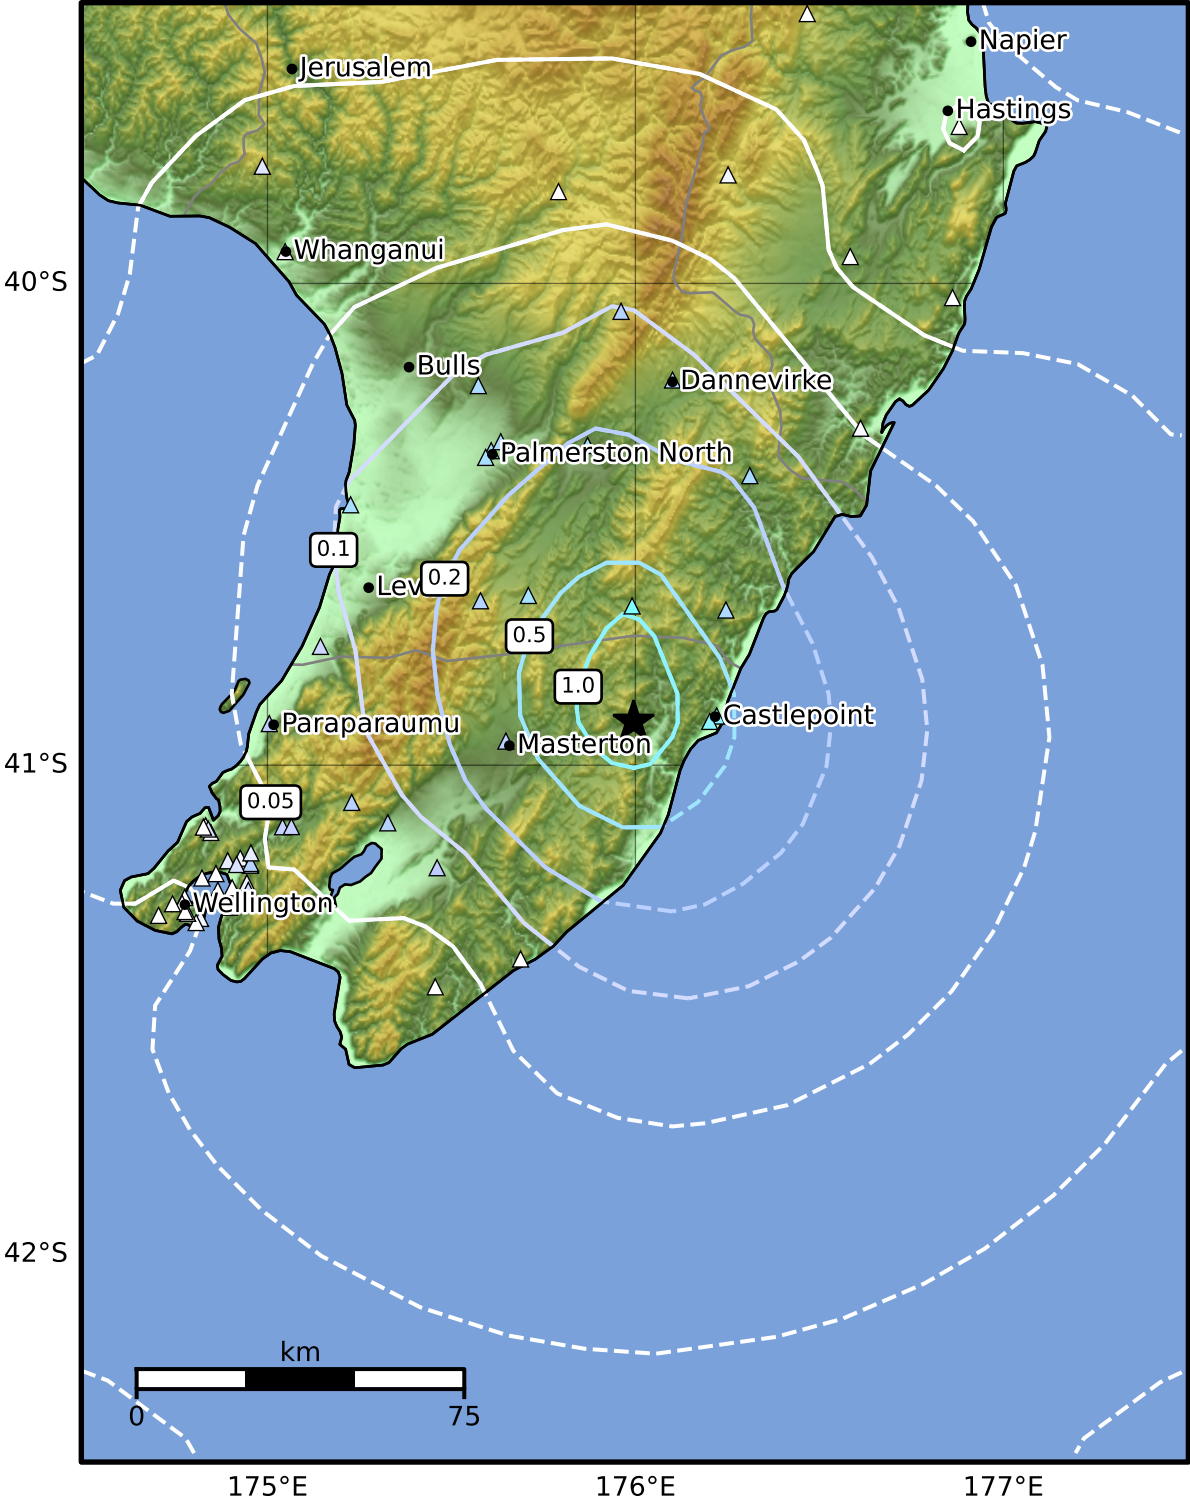 Napier
Jerusalem
Hastings
Whanganui
40°S
Bulls
Dannevirke
Palmerston North
0.1
0.2
Lev
0.5
1.0
Castlepoint
Paraparaumu
Masterton
41°S
0.05
Wellington
42°S
km
0 75
175°E 176°E 177°E